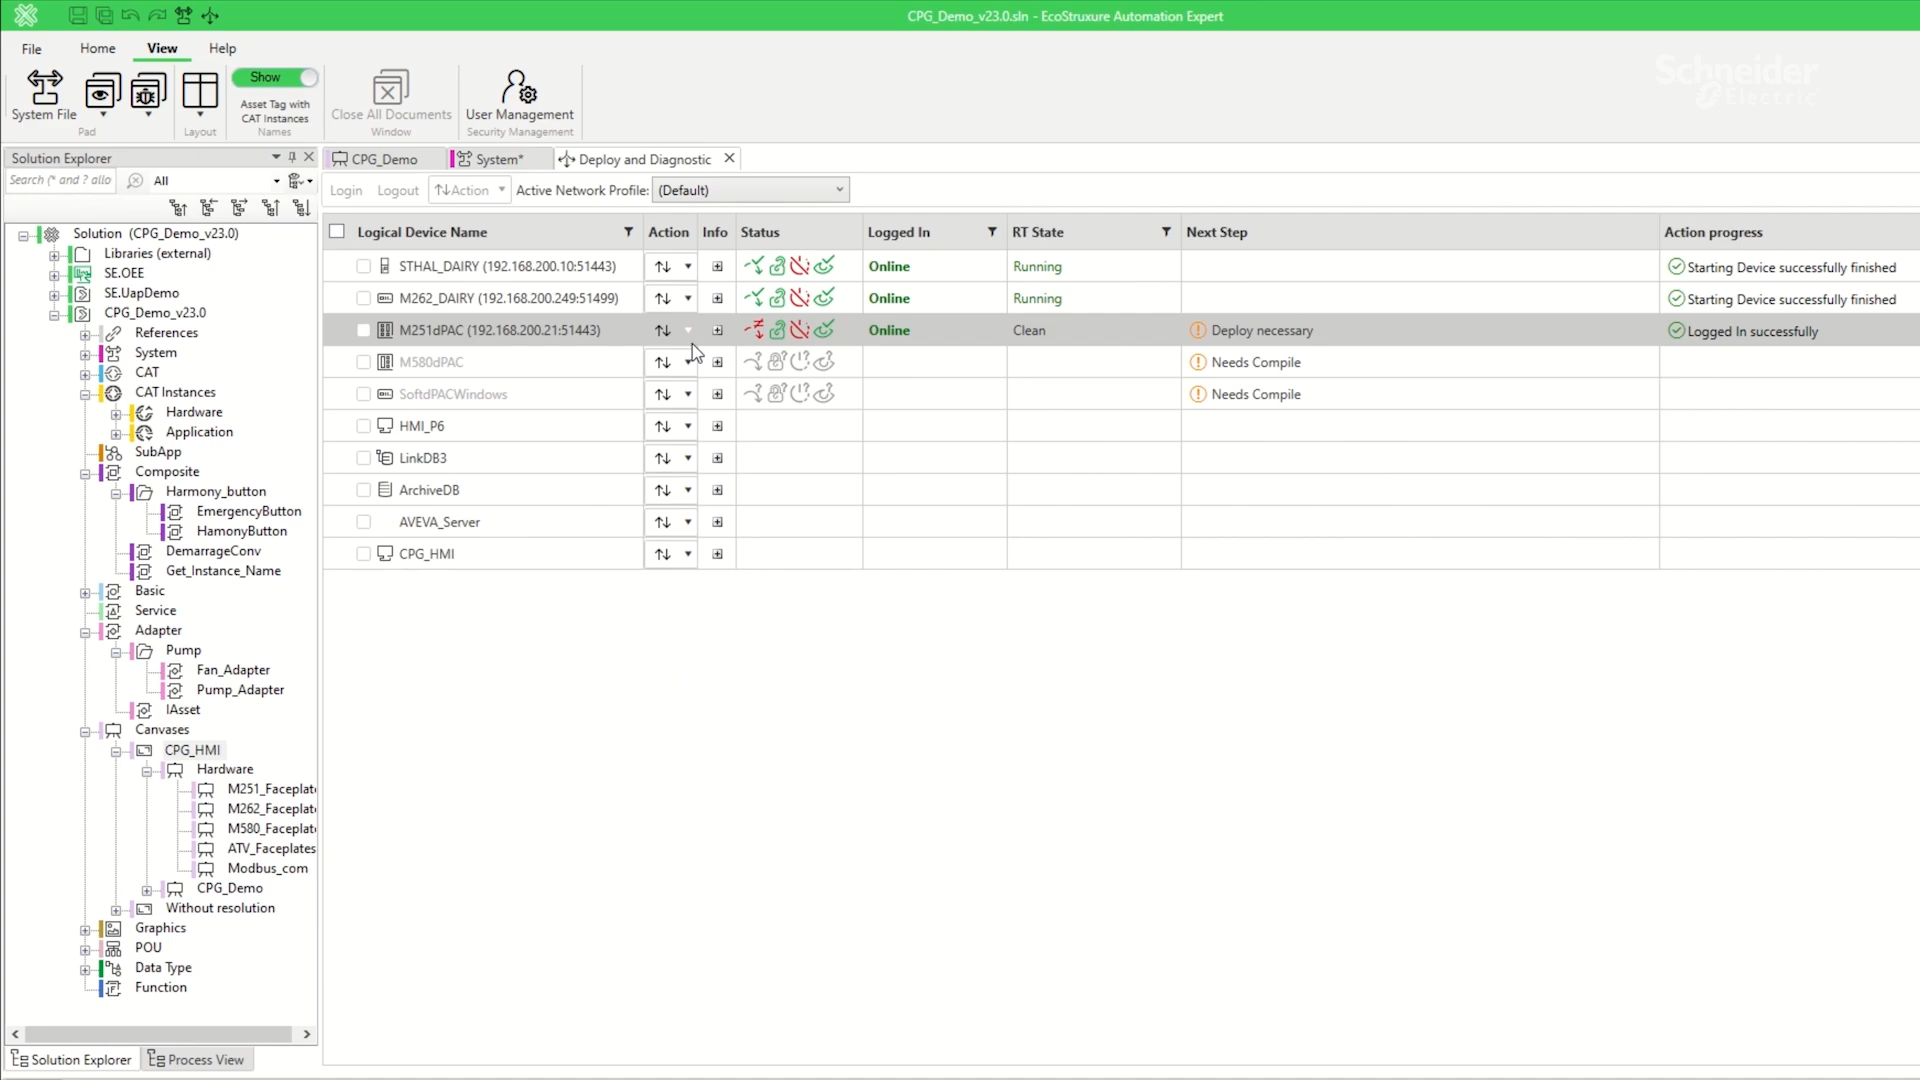 CPG_Demo_v23.0.sln - EcoStruxure Automation Expert
File Home View Help
Schneider Electric
System File
Pad
Layout
Show
Asset Tag with
CAT Instances
Names
Close All Documents
Window
User Management
Security Management
Solution Explorer
CPG_Demo
System*
Deploy and Diagnostic
Search (* and ? allo
All
Login Logout Action Active Network Profile: (Default)
Logical Device Name Action Info Status Logged In RT State Next Step Action progress
STHAL_DAIRY (192.168.200.10:51443) Online Running Starting Device successfully finished
M262_DAIRY (192.168.200.249:51499) Online Running Starting Device successfully finished
M251dPAC (192.168.200.21:51443) Online Clean Deploy necessary Logged In successfully
M580dPAC Needs Compile
SoftdPACWindows Needs Compile
HMI_P6
LinkDB3
ArchiveDB
AVEVA_Server
CPG_HMI
Solution (CPG_Demo_v23.0)
Libraries (external)
SE.OEE
SE.UapDemo
CPG_Demo_v23.0
References
System
CAT
CAT Instances
Hardware
Application
SubApp
Composite
Harmony_button
EmergencyButton
HamonyButton
DemarrageConv
Get_Instance_Name
Basic
Service
Adapter
Pump
Fan_Adapter
Pump_Adapter
IAsset
Canvases
CPG_HMI
Hardware
M251_Faceplat
M262_Faceplat
M580_Faceplat
ATV_Faceplates
Modbus_com
CPG_Demo
Without resolution
Graphics
POU
Data Type
Function
Solution Explorer Process View